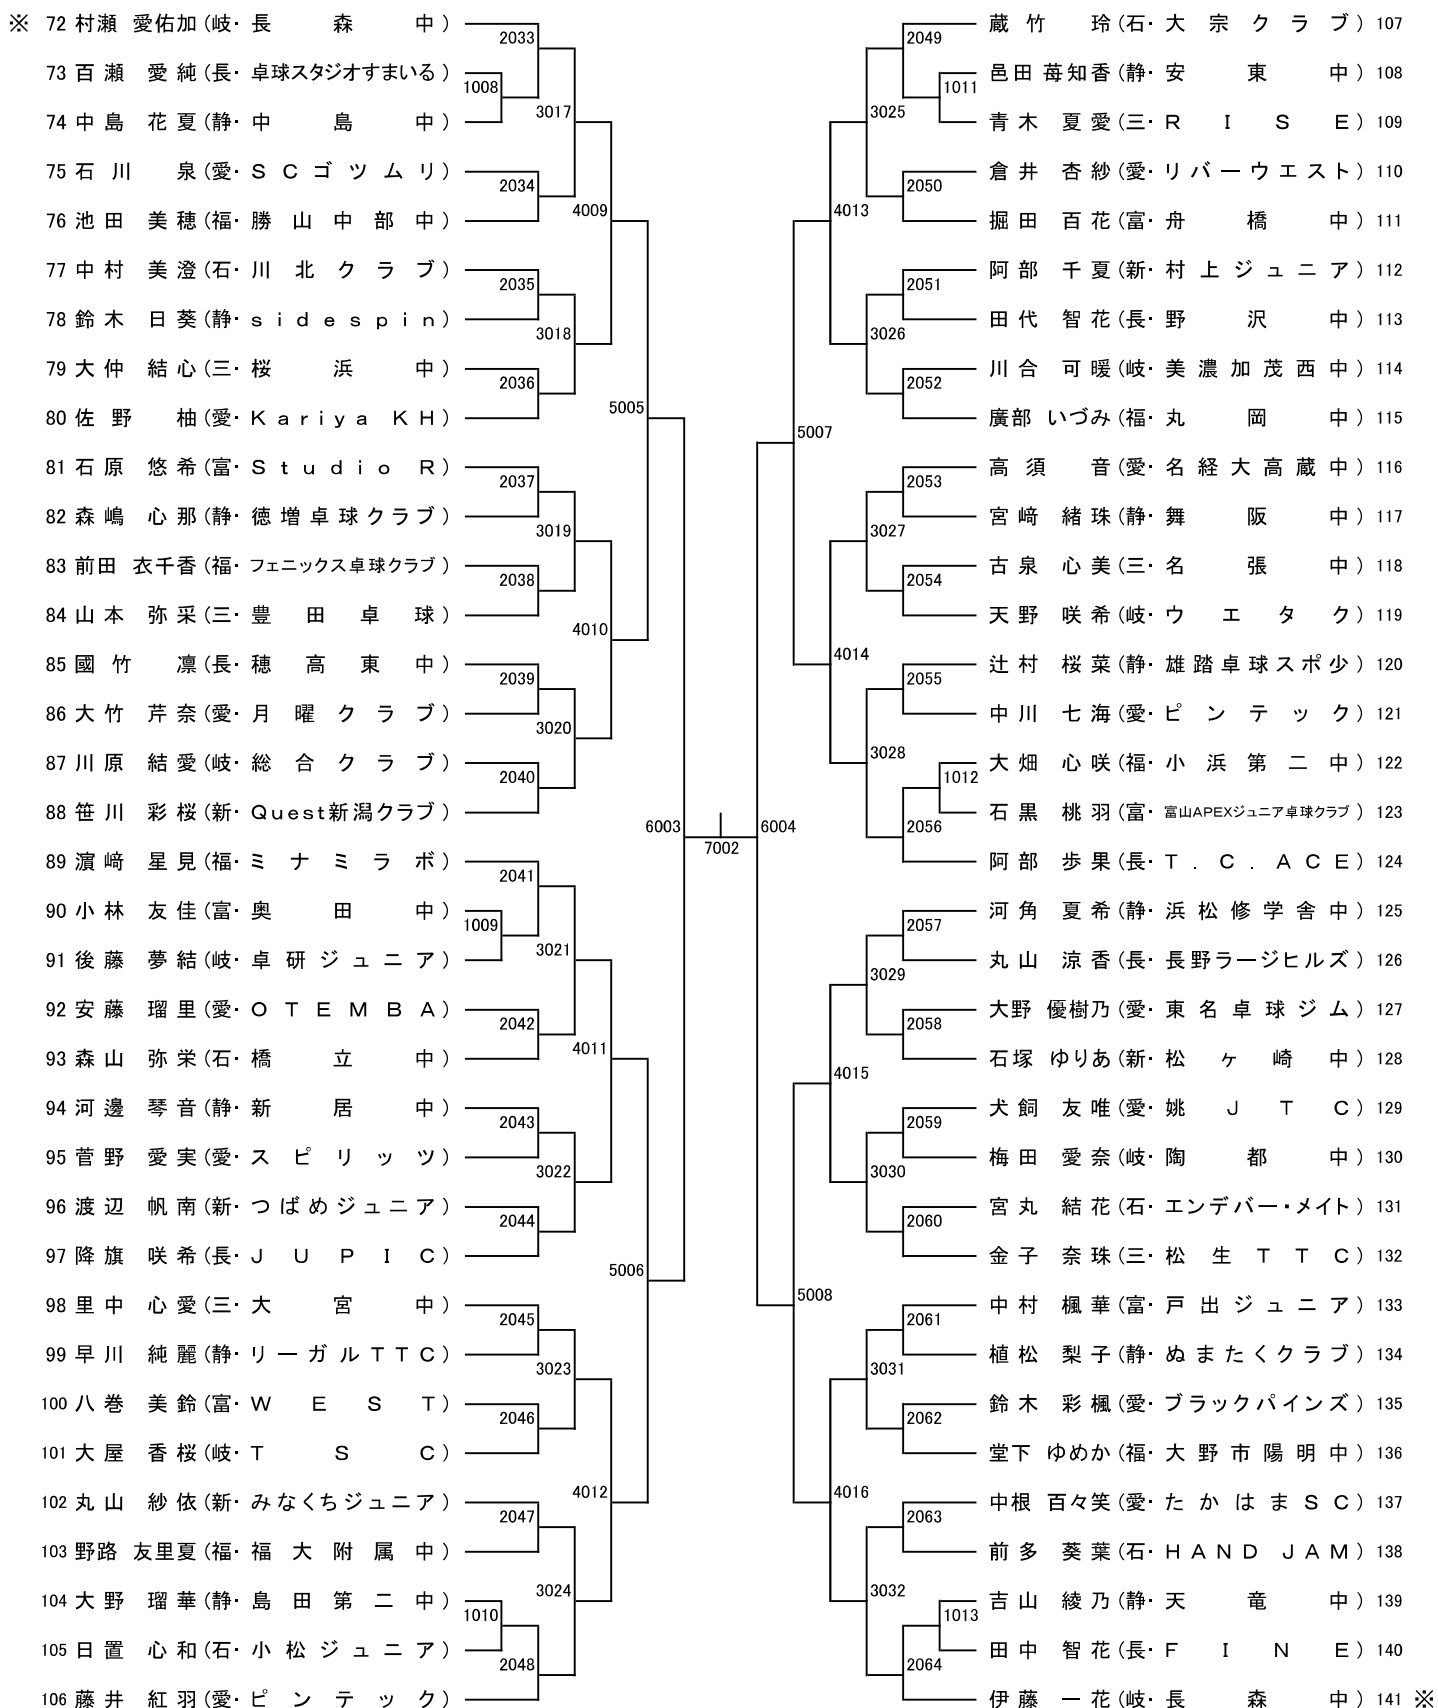 ※ 72 村瀬 愛佑加 (岐・長森中)
2033
73 百瀬 愛純 (長・卓球スタジオすまいる)
1008
74 中島 花夏 (静・中島中)
3017
75 石川 泉 (愛・SCゴツムリ)
2034
76 池田 美穂 (福・勝山中部中)
4009
77 中村 美澄 (石・川北クラブ)
2035
78 鈴木 日葵 (静・sidespin)
3018
79 大仲 結心 (三・桜浜中)
2036
80 佐野 柚 (愛・Kariya KH)
5005
81 石原 悠希 (富・Studio R)
2037
82 森嶋 心那 (静・徳増卓球クラブ)
3019
83 前田 衣千香 (福・フェニックス卓球クラブ)
2038
84 山本 弥采 (三・豊田卓球)
4010
85 國竹 凛 (長・穂高東中)
2039
86 大竹 芹奈 (愛・月曜クラブ)
3020
87 川原 結愛 (岐・総合クラブ)
2040
88 笹川 彩桜 (新・Quest新潟クラブ)
6003
89 濵﨑 星見 (福・ミナミラボ)
2041
90 小林 友佳 (富・奥田中)
1009
91 後藤 夢結 (岐・卓研ジュニア)
3021
92 安藤 瑠里 (愛・OTEMBA)
2042
93 森山 弥栄 (石・橋立中)
4011
94 河邊 琴音 (静・新居中)
2043
95 菅野 愛実 (愛・スピリッツ)
3022
96 渡辺 帆南 (新・つばめジュニア)
2044
97 降旗 咲希 (長・JUPIC)
5006
98 里中 心愛 (三・大宮中)
2045
99 早川 純麗 (静・リーガルTTC)
3023
100 八巻 美鈴 (富・WEST)
2046
101 大屋 香桜 (岐・TSC)
4012
102 丸山 紗依 (新・みなくちジュニア)
2047
103 野路 友里夏 (福・福大附属中)
3024
104 大野 瑠華 (静・島田第二中)
1010
105 日置 心和 (石・小松ジュニア)
2048
106 藤井 紅羽 (愛・ピンテック)
7002
蔵竹 玲 (石・大宗クラブ) 107
2049
邑田 苺知香 (静・安東中) 108
1011
青木 夏愛 (三・RISE) 109
3025
倉井 杏紗 (愛・リバーウエスト) 110
2050
掘田 百花 (富・舟橋中) 111
4013
阿部 千夏 (新・村上ジュニア) 112
2051
田代 智花 (長・野沢中) 113
3026
川合 可暖 (岐・美濃加茂西中) 114
2052
廣部 いづみ (福・丸岡中) 115
5007
高須 音 (愛・名経大高蔵中) 116
2053
宮﨑 緒珠 (静・舞阪中) 117
3027
古泉 心美 (三・名張中) 118
2054
天野 咲希 (岐・ウエタク) 119
4014
辻村 桜菜 (静・雄踏卓球スポ少) 120
2055
中川 七海 (愛・ピンテック) 121
3028
大畑 心咲 (福・小浜第二中) 122
1012
石黒 桃羽 (富・富山APEXジュニア卓球クラブ) 123
2056
6004
阿部 歩果 (長・T.C.ACE) 124
河角 夏希 (静・浜松修学舎中) 125
2057
丸山 涼香 (長・長野ラージヒルズ) 126
3029
大野 優樹乃 (愛・東名卓球ジム) 127
2058
石塚 ゆりあ (新・松ヶ崎中) 128
4015
犬飼 友唯 (愛・姚JTC) 129
2059
梅田 愛奈 (岐・陶都中) 130
3030
宮丸 結花 (石・エンデバー・メイト) 131
2060
金子 奈珠 (三・松生TTC) 132
5008
中村 楓華 (富・戸出ジュニア) 133
2061
植松 梨子 (静・ぬまたくクラブ) 134
3031
鈴木 彩楓 (愛・ブラックパインズ) 135
2062
堂下 ゆめか (福・大野市陽明中) 136
4016
中根 百々笑 (愛・たかはまSC) 137
2063
前多 葵葉 (石・HAND JAM) 138
3032
吉山 綾乃 (静・天竜中) 139
1013
田中 智花 (長・FINE) 140
2064
伊藤 一花 (岐・長森中) 141 ※